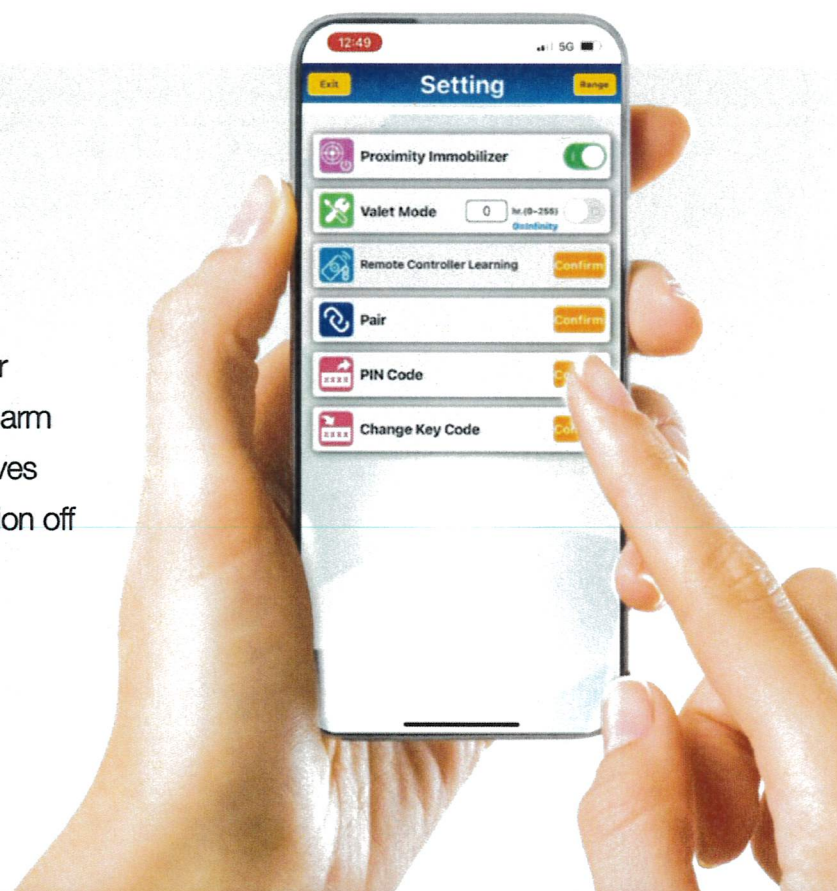 12:49
5G
Exit
Setting
Range
Proximity Immobilizer
Valet Mode
0
hr.(0~255)
0=Infinity
Remote Controller Learning
Confirm
Pair
Confirm
PIN Code
Change Key Code
r
arm
ves
ion off